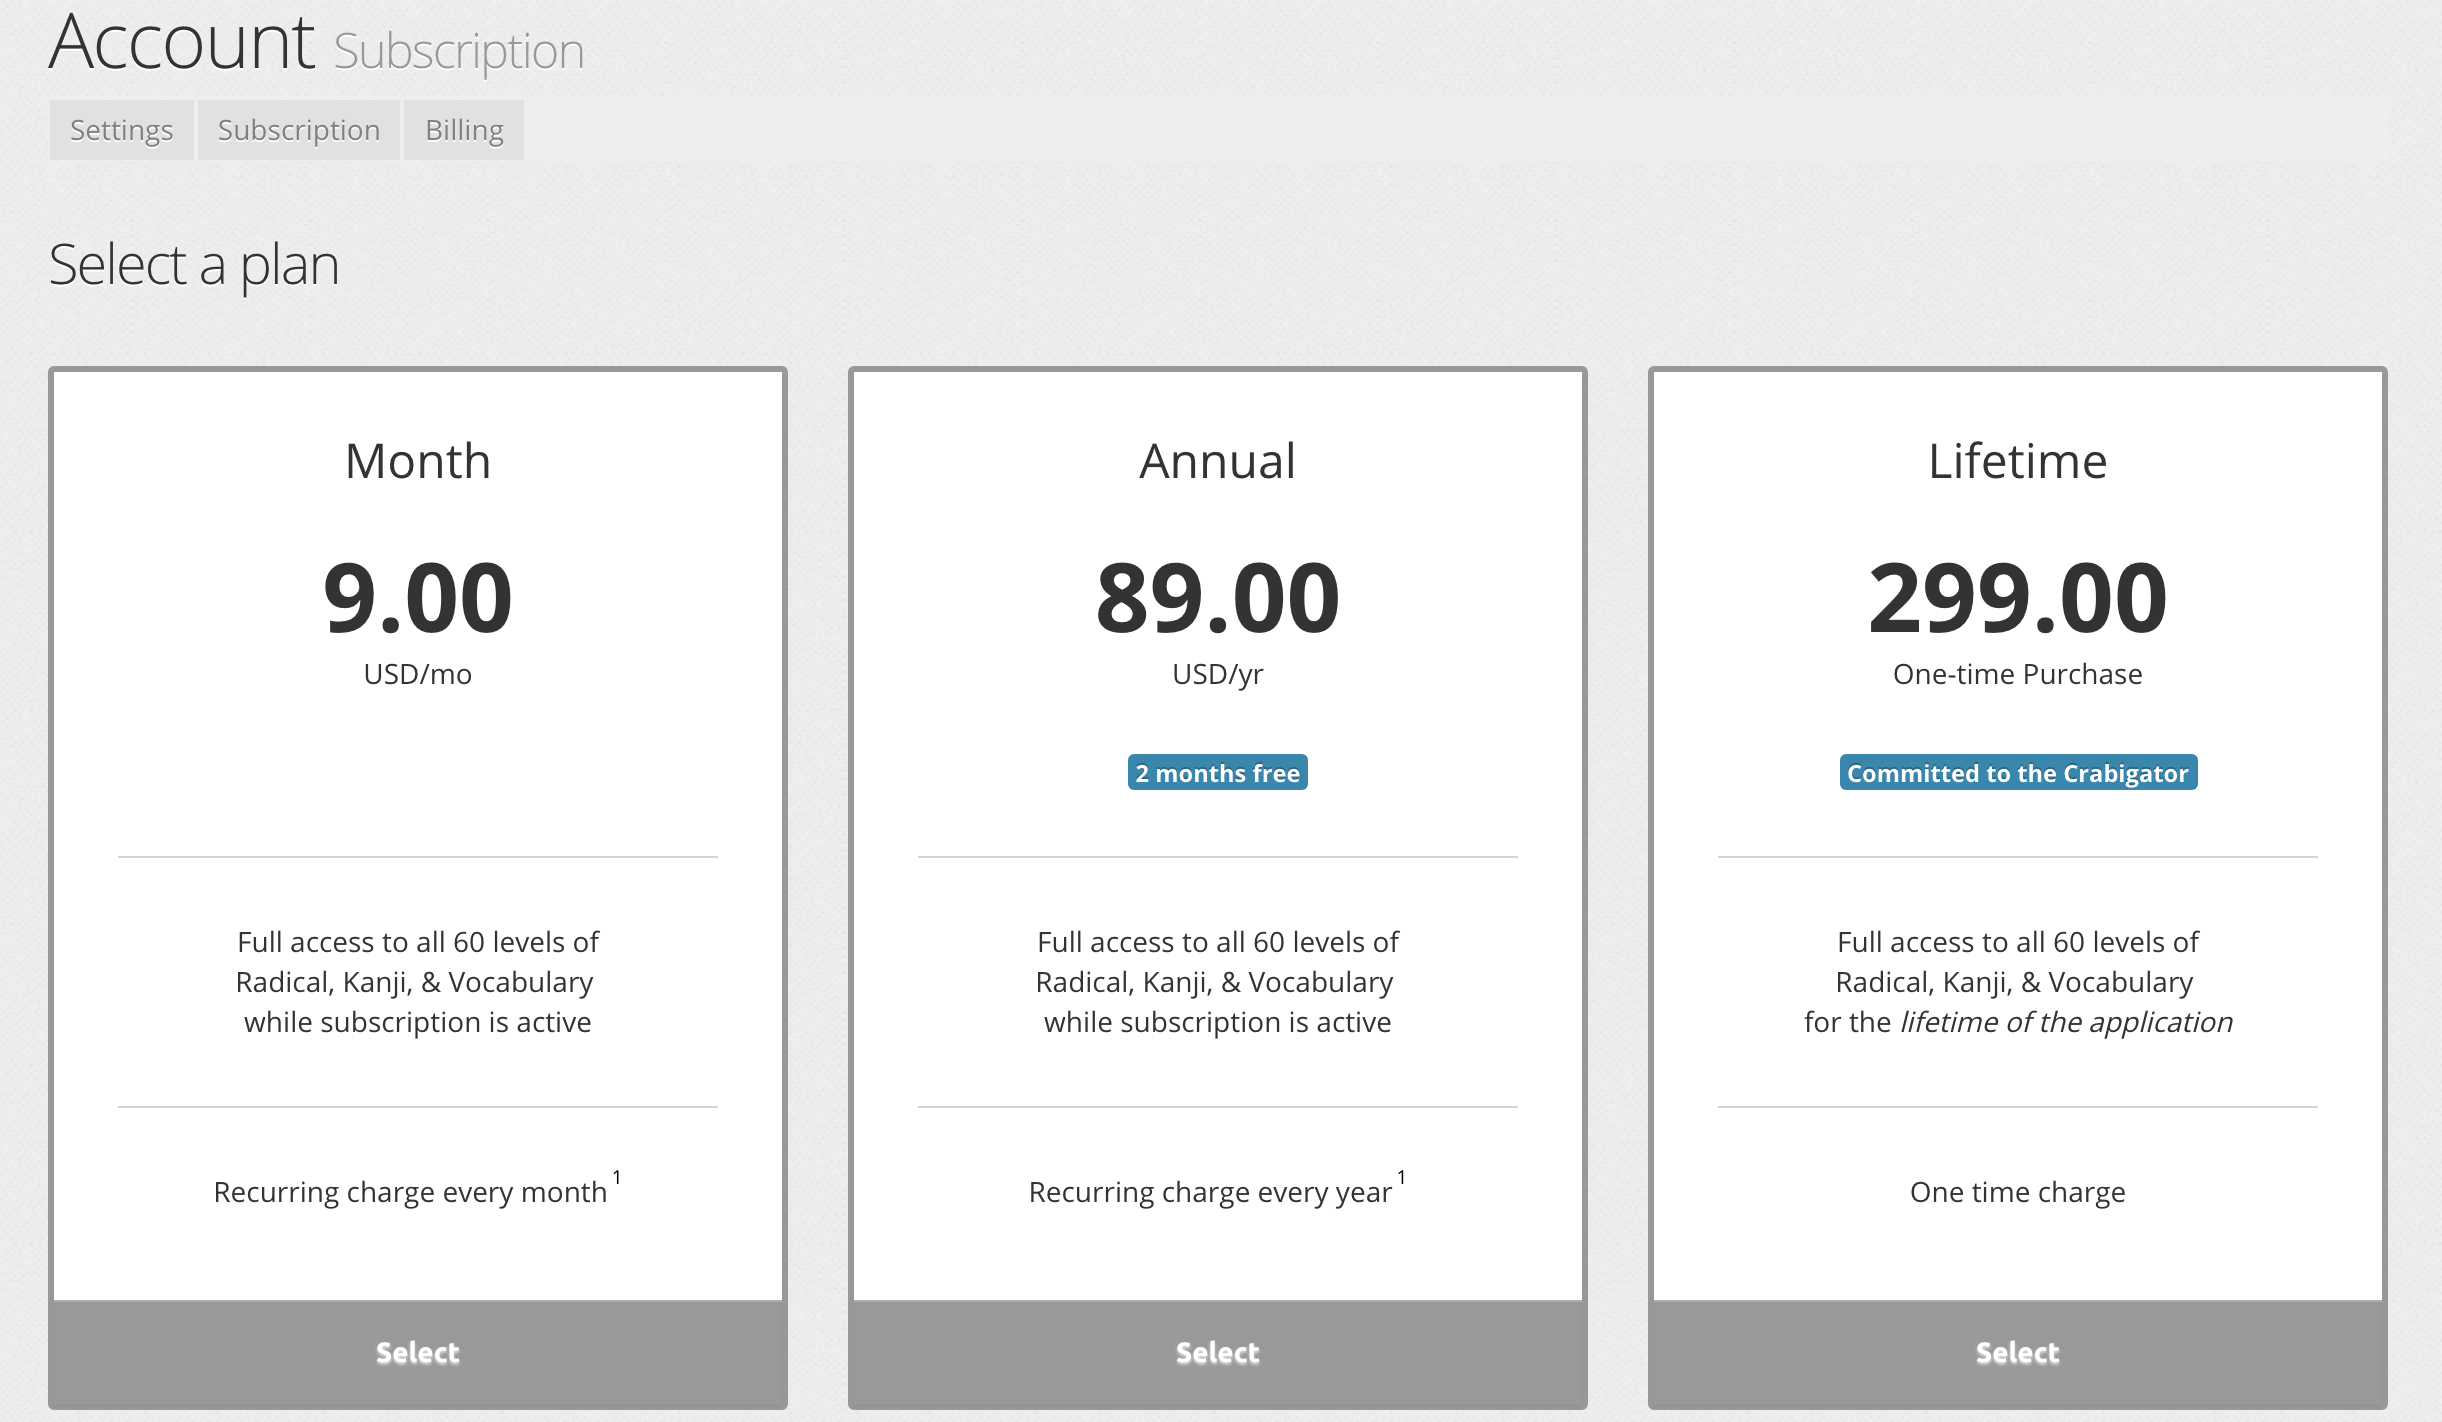 Account Subscription
Settings Subscription Billing
Select a plan
Month
9.00
USD/mo
Full access to all 60 levels of
Radical, Kanji, & Vocabulary
while subscription is active
Recurring charge every month 1
Select
Annual
89.00
USD/yr
2 months free
Full access to all 60 levels of
Radical, Kanji, & Vocabulary
while subscription is active
Recurring charge every year 1
Select
Lifetime
299.00
One-time Purchase
Committed to the Crabigator
Full access to all 60 levels of
Radical, Kanji, & Vocabulary
for the lifetime of the application
One time charge
Select